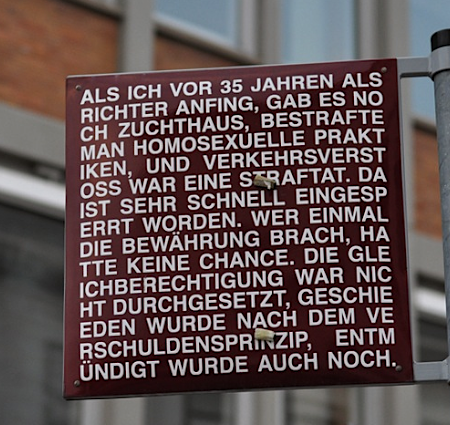 ALS ICH VOR 35 JAHREN ALS
RICHTER ANFING, GAB ES NO
CH ZUCHTHAUS, BESTRAFTE
MAN HOMOSEXUELLE PRAKT
IKEN, UND VERKEHRSVERST
OSS WAR EINE STRAFTAT. DA
IST SEHR SCHNELL EINGESP
ERRT WORDEN. WER EINMAL
DIE BEWÄHRUNG BRACH, HA
TTE KEINE CHANCE. DIE GLE
ICHBERECHTIGUNG WAR NIC
HT DURCHGESETZT, GESCHIE
EDEN WURDE NACH DEM VE
RSCHULDENSPRINZIP, ENTM
ÜNDIGT WURDE AUCH NOCH.